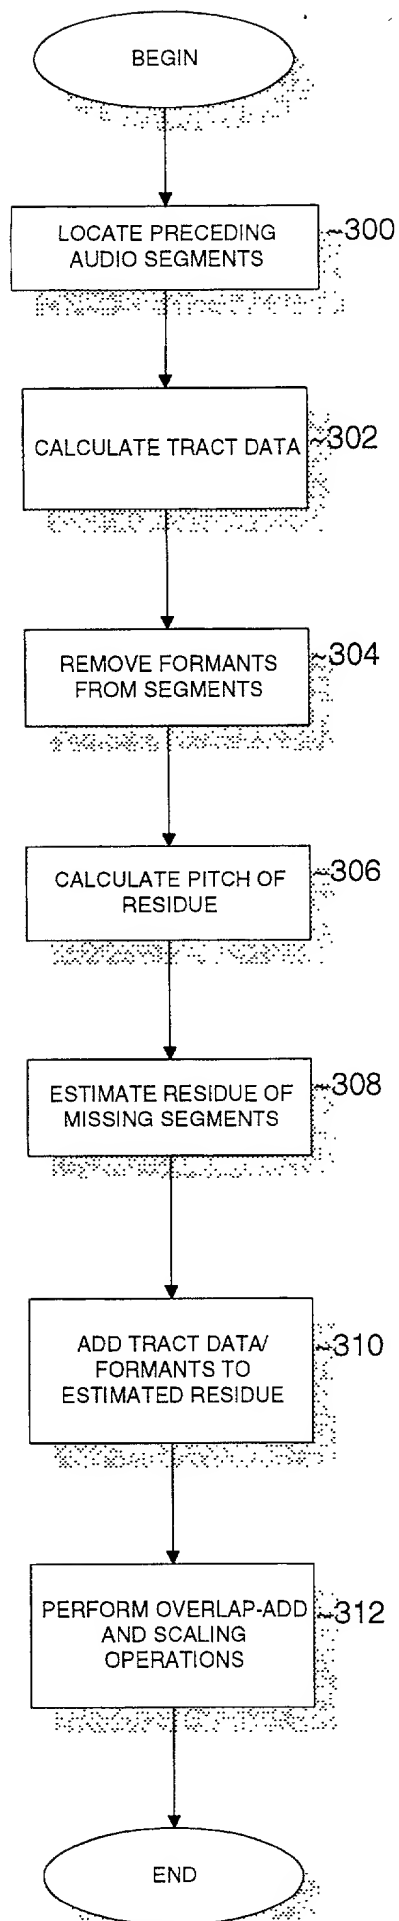 BEGIN
LOCATE PRECEDING
AUDIO SEGMENTS
~300
CALCULATE TRACT DATA
~302
REMOVE FORMANTS
FROM SEGMENTS
~304
CALCULATE PITCH OF
RESIDUE
~306
ESTIMATE RESIDUE OF
MISSING SEGMENTS
~308
ADD TRACT DATA/
FORMANTS TO
ESTIMATED RESIDUE
~310
PERFORM OVERLAP-ADD
AND SCALING
OPERATIONS
~312
END